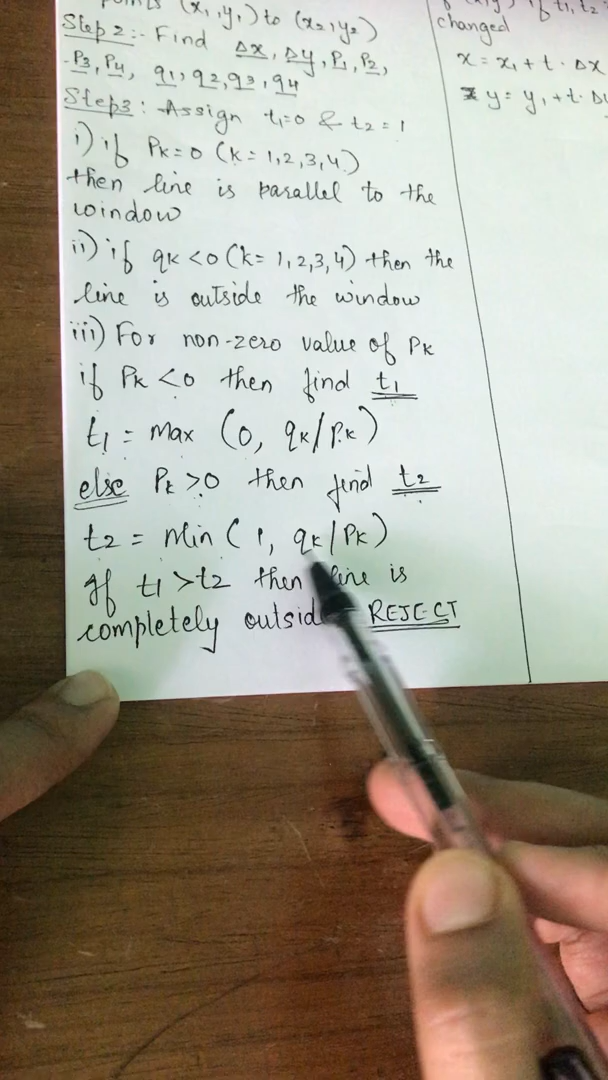 points (x1, y1) to (x2, y2)
Step 2:- Find Δx, Δy, P1, P2,
P3, P4, q1, q2, q3, q4
Step3: Assign t1=0 & t2=1
i) if Pk=0 (k=1,2,3,4)
then line is parallel to the
window
ii) if qk<0 (k=1,2,3,4) then the
line is outside the window
iii) For non-zero value of Pk
if Pk<0 then find t1
t1 = max (0, qk/Pk)
else Pk>0 then find t2
t2 = Min (1, qk/Pk)
If t1>t2 then line is
completely outside REJECT
if t1, t2
changed
x = x1 + t. Δx
y = y1 + t.